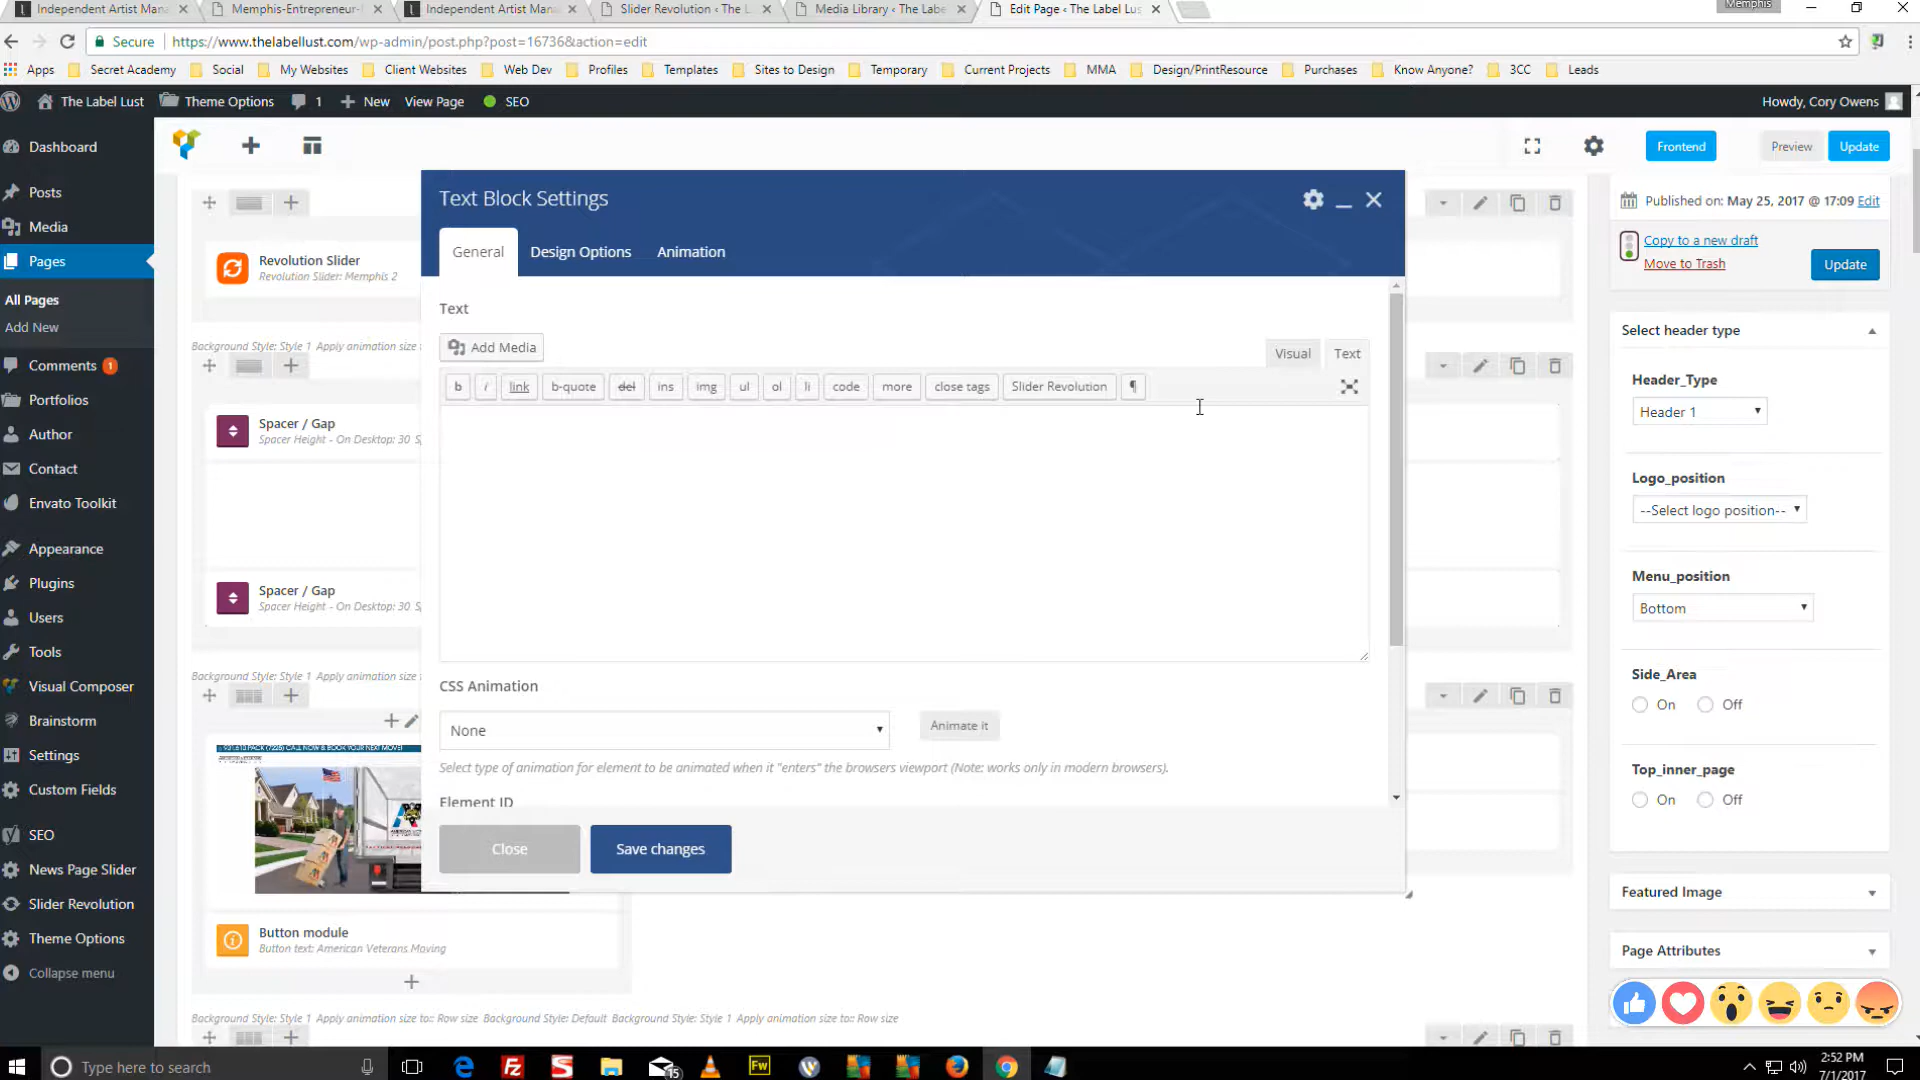 Independent Artist Mana
Memphis-Entrepreneur-
Independent Artist Mana
Slider Revolution ‹ The L
Media Library ‹ The Labe
Edit Page ‹ The Label Lus
Memphis
Secure
https://www.thelabellust.com/wp-admin/post.php?post=16736&action=edit
Apps
Secret Academy
Social
My Websites
Client Websites
Web Dev
Profiles
Templates
Sites to Design
Temporary
Current Projects
MMA
Design/PrintResource
Purchases
Know Anyone?
3CC
Leads
The Label Lust
Theme Options
1
New
View Page
SEO
Howdy, Cory Owens
Dashboard
Posts
Media
Pages
All Pages
Add New
Comments 1
Portfolios
Author
Contact
Envato Toolkit
Appearance
Plugins
Users
Tools
Visual Composer
Brainstorm
Settings
Custom Fields
SEO
News Page Slider
Slider Revolution
Theme Options
Collapse menu
Frontend
Preview
Update
Revolution Slider
Revolution Slider: Memphis 2
Background Style: Style 1 Apply animation size t
Spacer / Gap
Spacer Height - On Desktop: 30 S
Spacer / Gap
Spacer Height - On Desktop: 30 S
Background Style: Style 1 Apply animation size t
931.813 PACK (7225) CALL NOW & BOOK YOUR NEXT MOVE!
Button module
Button text: American Veterans Moving
Background Style: Style 1 Apply animation size to:: Row size Background Style: Default Background Style: Style 1 Apply animation size to:: Row size
Text Block Settings
General
Design Options
Animation
Text
Add Media
Visual
Text
b
i
link
b-quote
del
ins
img
ul
ol
li
code
more
close tags
Slider Revolution
¶
CSS Animation
None
Animate it
Select type of animation for element to be animated when it "enters" the browsers viewport (Note: works only in modern browsers).
Element ID
Close
Save changes
Published on: May 25, 2017 @ 17:09 Edit
Copy to a new draft
Move to Trash
Update
Select header type
Header_Type
Header 1
Logo_position
--Select logo position--
Menu_position
Bottom
Side_Area
On
Off
Top_inner_page
On
Off
Featured Image
Page Attributes
Type here to search
15
Fw
2:52 PM
7/1/2017